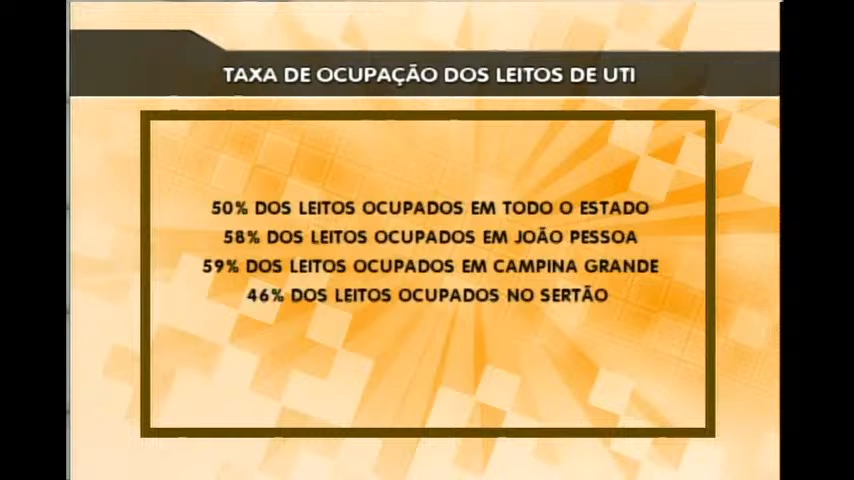 TAXA DE OCUPAÇÃO DOS LEITOS DE UTI
50% DOS LEITOS OCUPADOS EM TODO O ESTADO
58% DOS LEITOS OCUPADOS EM JOÃO PESSOA
59% DOS LEITOS OCUPADOS EM CAMPINA GRANDE
46% DOS LEITOS OCUPADOS NO SERTÃO